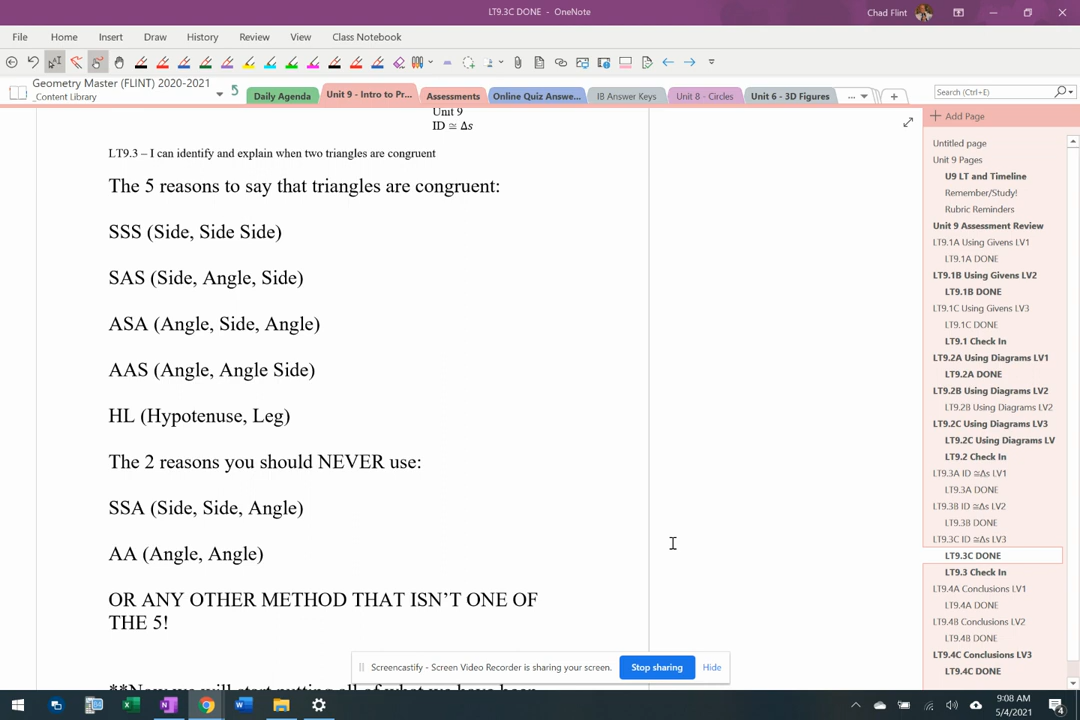 LT9.3C DONE - OneNote
Chad Flint
File Home Insert Draw History Review View Class Notebook
Geometry Master (FLINT) 2020-2021
_Content Library
Daily Agenda
Unit 9 - Intro to Pr...
Assessments
Online Quiz Answe...
IB Answer Keys
Unit 8 - Circles
Unit 6 - 3D Figures
...
Search (Ctrl+E)
Add Page
Unit 9
ID ≅ Δs
LT9.3 – I can identify and explain when two triangles are congruent
The 5 reasons to say that triangles are congruent:
SSS (Side, Side Side)
SAS (Side, Angle, Side)
ASA (Angle, Side, Angle)
AAS (Angle, Angle Side)
HL (Hypotenuse, Leg)
The 2 reasons you should NEVER use:
SSA (Side, Side, Angle)
AA (Angle, Angle)
OR ANY OTHER METHOD THAT ISN'T ONE OF
THE 5!
Untitled page
Unit 9 Pages
U9 LT and Timeline
Remember/Study!
Rubric Reminders
Unit 9 Assessment Review
LT9.1A Using Givens LV1
LT9.1A DONE
LT9.1B Using Givens LV2
LT9.1B DONE
LT9.1C Using Givens LV3
LT9.1C DONE
LT9.1 Check In
LT9.2A Using Diagrams LV1
LT9.2A DONE
LT9.2B Using Diagrams LV2
LT9.2B Using Diagrams LV2
LT9.2C Using Diagrams LV3
LT9.2C Using Diagrams LV
LT9.2 Check In
LT9.3A ID ≅Δs LV1
LT9.3A DONE
LT9.3B ID ≅Δs LV2
LT9.3B DONE
LT9.3C ID ≅Δs LV3
LT9.3C DONE
LT9.3 Check In
LT9.4A Conclusions LV1
LT9.4A DONE
LT9.4B Conclusions LV2
LT9.4B DONE
LT9.4C Conclusions LV3
LT9.4C DONE
Screencastify - Screen Video Recorder is sharing your screen.
Stop sharing
Hide
9:08 AM
5/4/2021
4